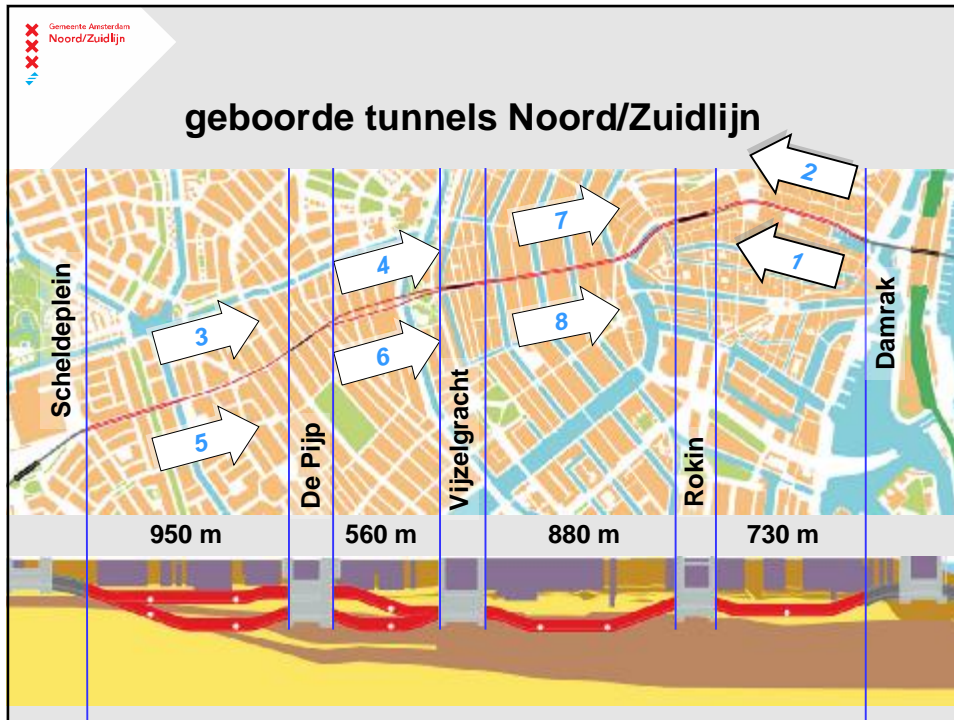 Gemeente Amsterdam
Noord/Zuidlijn
geboorde tunnels Noord/Zuidlijn
2
7
4
1
3
8
6
5
Scheldeplein
De Pijp
Vijzelgracht
Rokin
Damrak
950 m
560 m
880 m
730 m